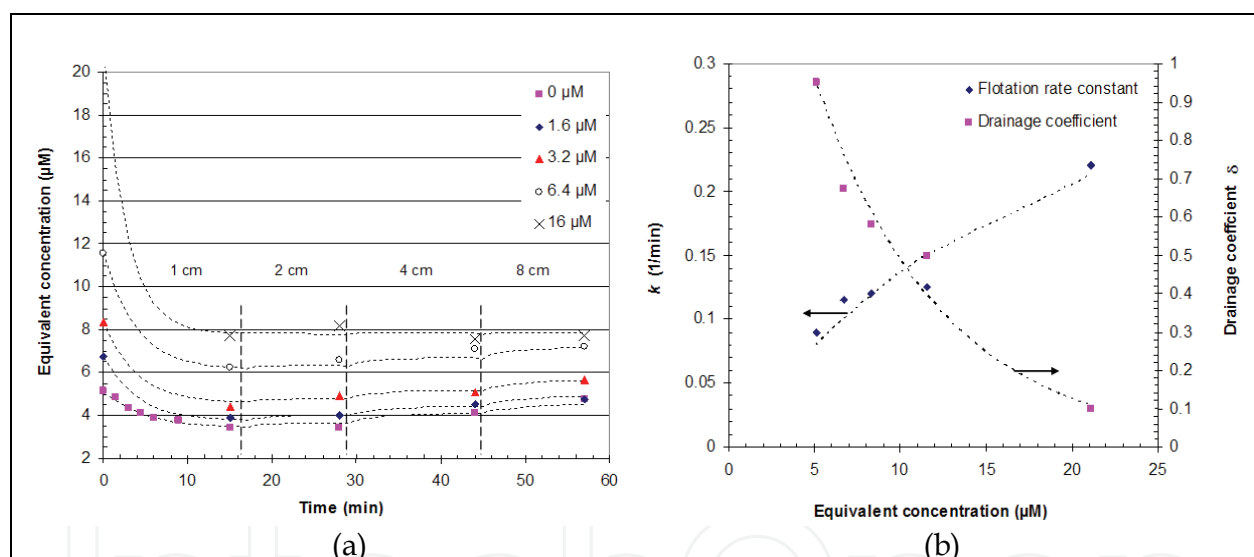 20
18
16
14
12
10
8
6
4
2
Equivalent concentration (µM)
0 µM
1.6 µM
3.2 µM
6.4 µM
16 µM
1 cm
2 cm
4 cm
8 cm
0
10
20
30
40
50
60
Time (min)
(a)
0.3
0.25
0.2
0.15
0.1
0.05
0
k (1/min)
Flotation rate constant
Drainage coefficient
1
0.9
0.8
0.7
0.6
0.5
0.4
0.3
0.2
0.1
0
Drainage coefficient δ
0
5
10
15
20
25
Equivalent concentration (µM)
(b)